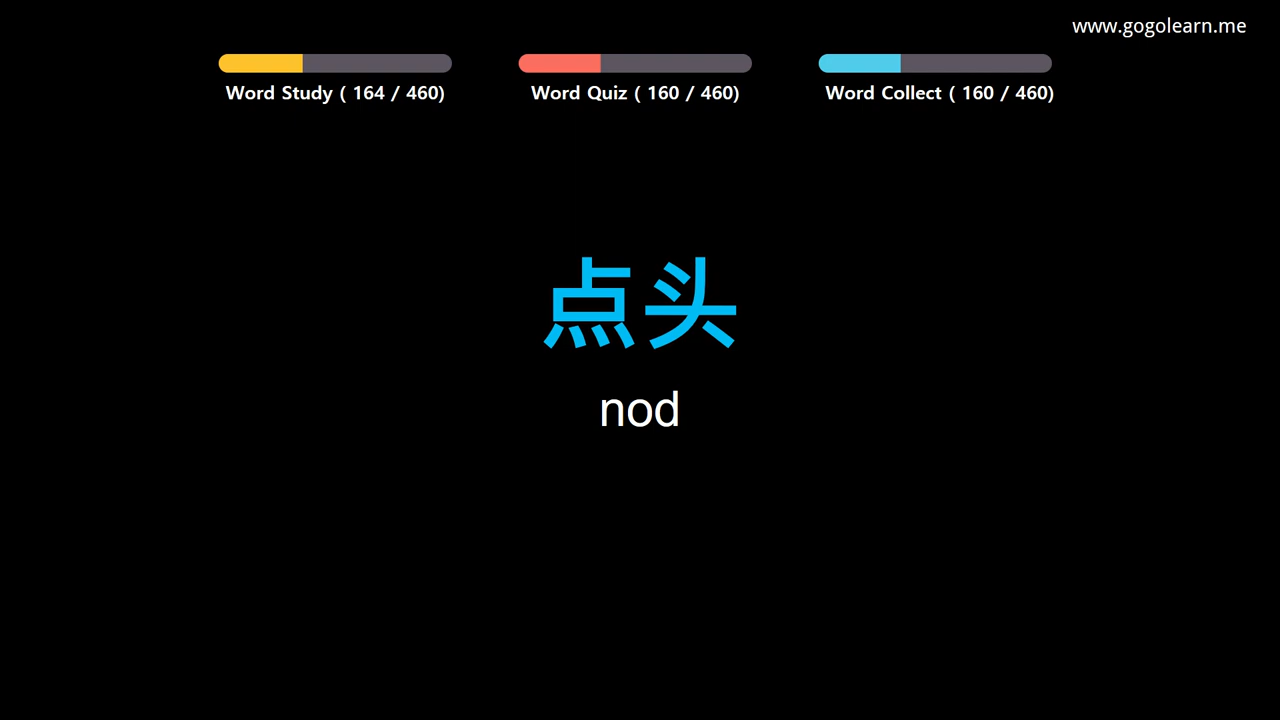 www.gogolearn.me
Word Study ( 164 / 460)
Word Quiz ( 160 / 460)
Word Collect ( 160 / 460)
点头
nod